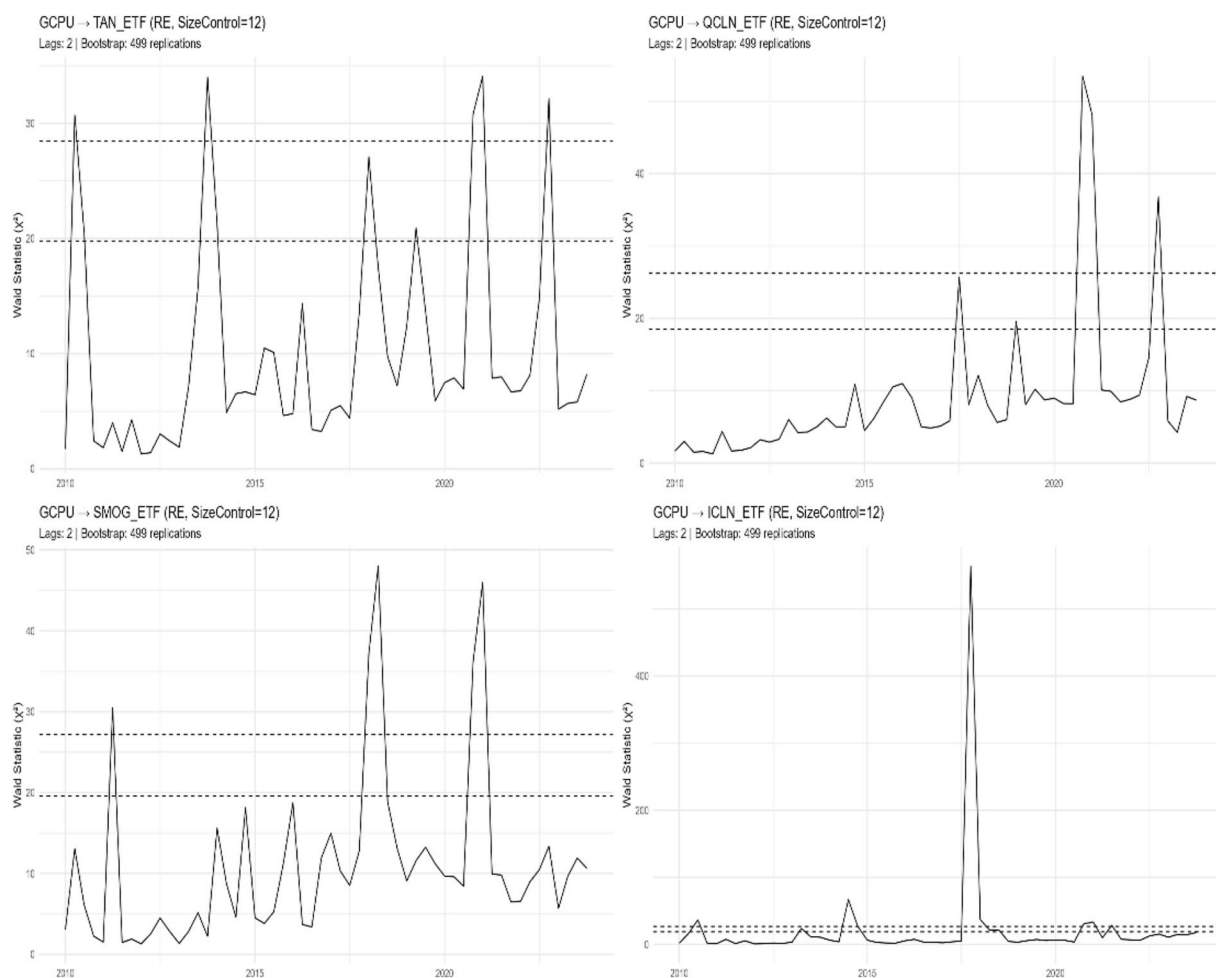 GCPU → TAN_ETF (RE, SizeControl=12)
Lags: 2 | Bootstrap: 499 replications
Wald Statistic (χ²)
30
20
10
0
2010
2015
2020
GCPU → QCLN_ETF (RE, SizeControl=12)
Lags: 2 | Bootstrap: 499 replications
Wald Statistic (χ²)
40
20
0
2010
2015
2020
GCPU → SMOG_ETF (RE, SizeControl=12)
Lags: 2 | Bootstrap: 499 replications
Wald Statistic (χ²)
50
40
30
20
10
0
2010
2015
2020
GCPU → ICLN_ETF (RE, SizeControl=12)
Lags: 2 | Bootstrap: 499 replications
Wald Statistic (χ²)
400
200
0
2010
2015
2020